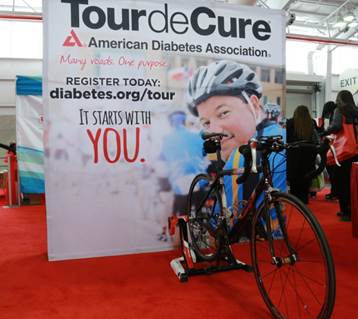 TourdeCure®
American Diabetes Association®
Many roads. One purpose.
REGISTER TODAY:
diabetes.org/tour
IT STARTS WITH
YOU.
EXIT